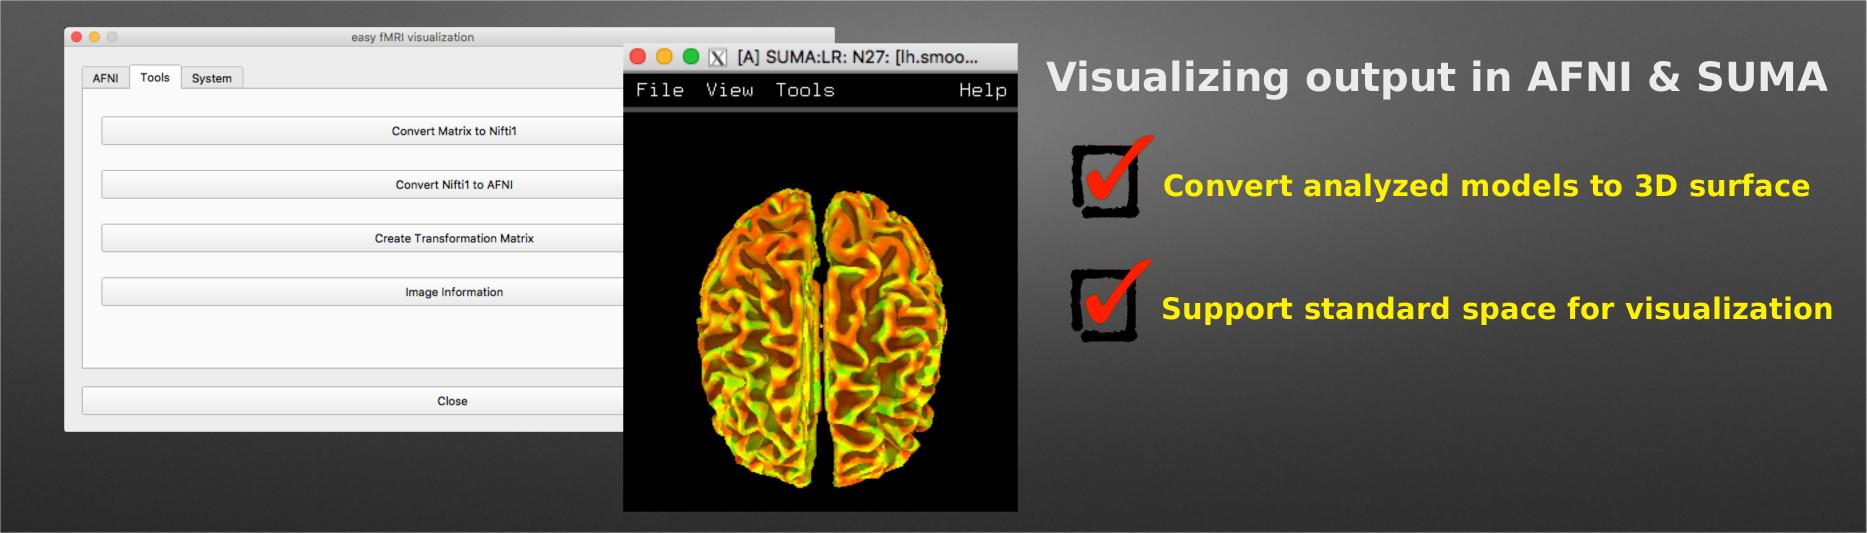 easy fMRI visualization
AFNI
Tools
System
Convert Matrix to Nifti1
Convert Nifti1 to AFNI
Create Transformation Matrix
Image Information
Close
X [A] SUMA:LR: N27: [lh.smoo...
File View Tools Help
Visualizing output in AFNI & SUMA
Convert analyzed models to 3D surface
Support standard space for visualization